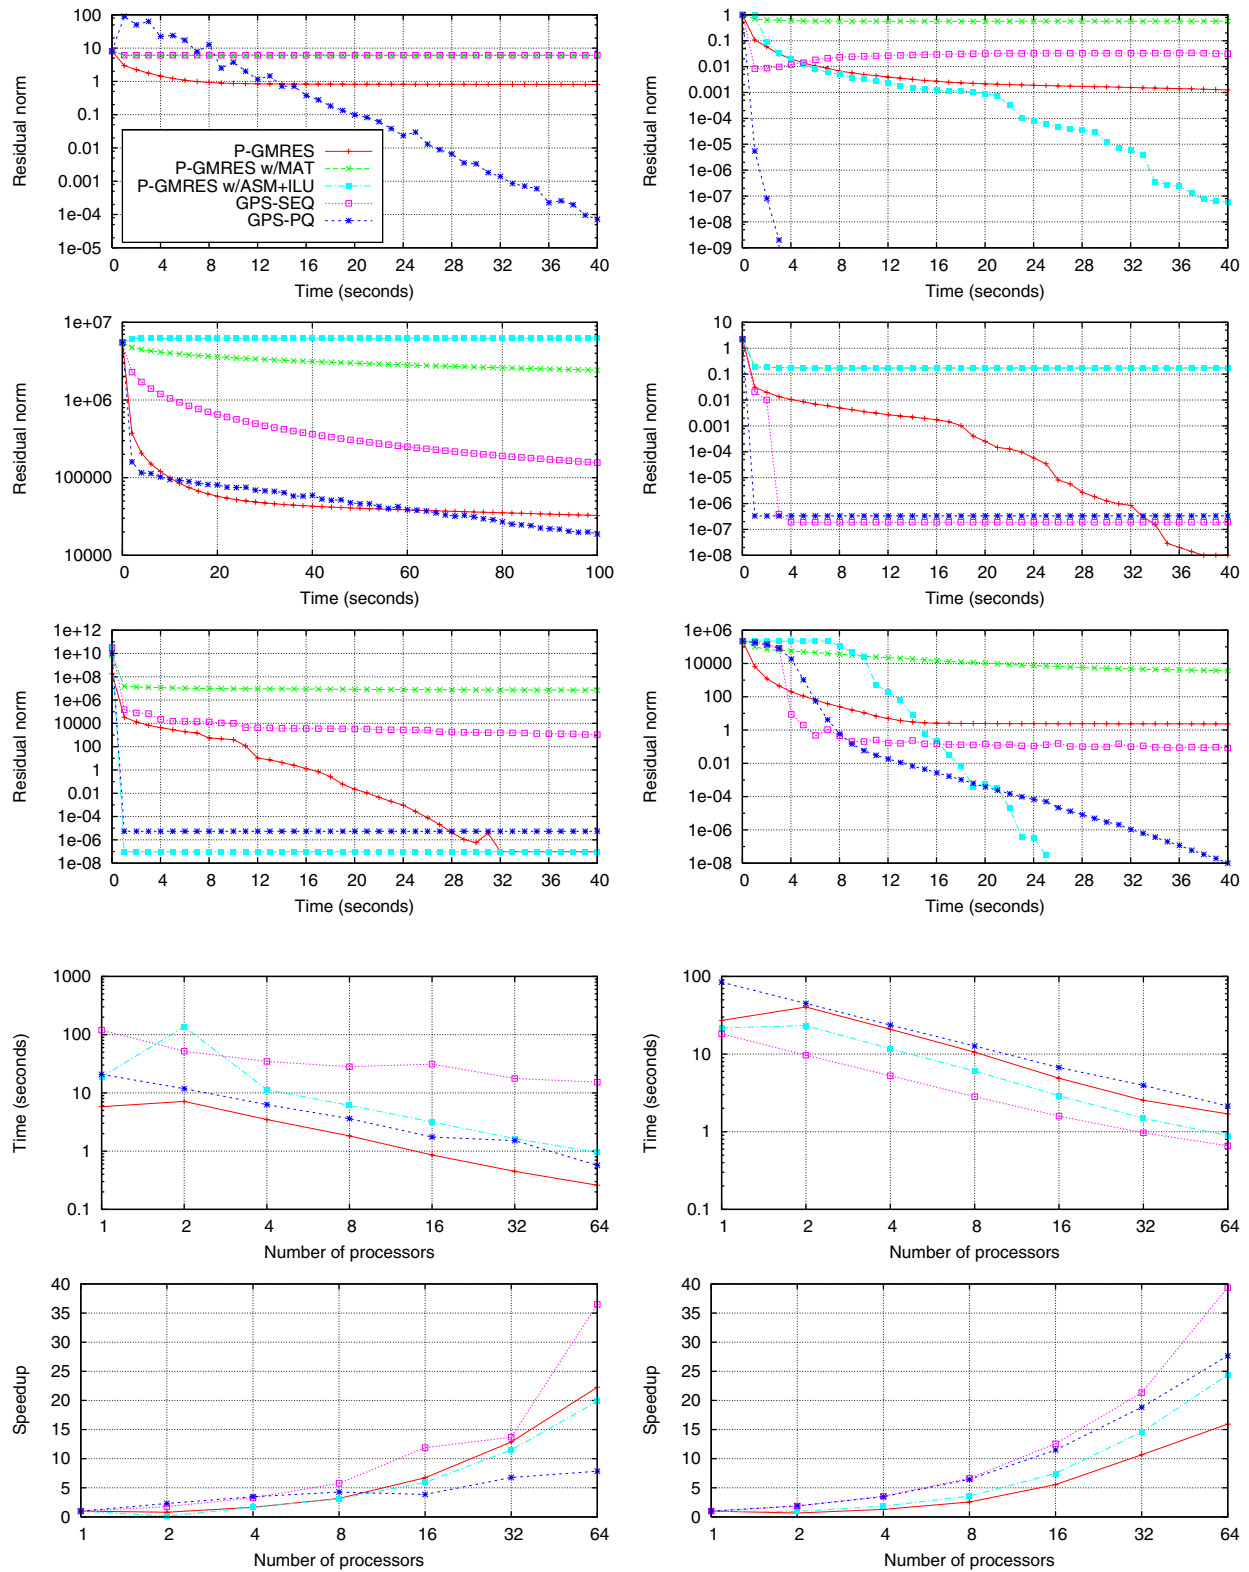 Residual norm
100
10
1
0.1
0.01
0.001
1e-04
1e-05
P-GMRES
P-GMRES w/MAT
P-GMRES w/ASM+ILU
GPS-SEQ
GPS-PQ
0 4 8 12 16 20 24 28 32 36 40
Time (seconds)
Residual norm
1
0.1
0.01
0.001
1e-04
1e-05
1e-06
1e-07
1e-08
1e-09
0 4 8 12 16 20 24 28 32 36 40
Time (seconds)
Residual norm
1e+07
1e+06
100000
10000
0 20 40 60 80 100
Time (seconds)
Residual norm
10
1
0.1
0.01
0.001
1e-04
1e-05
1e-06
1e-07
1e-08
0 4 8 12 16 20 24 28 32 36 40
Time (seconds)
Residual norm
1e+12
1e+10
1e+08
1e+06
10000
100
1
0.01
1e-04
1e-06
1e-08
0 4 8 12 16 20 24 28 32 36 40
Time (seconds)
Residual norm
1e+06
10000
100
1
0.01
1e-04
1e-06
1e-08
0 4 8 12 16 20 24 28 32 36 40
Time (seconds)
Time (seconds)
1000
100
10
1
0.1
1 2 4 8 16 32 64
Number of processors
Time (seconds)
100
10
1
0.1
1 2 4 8 16 32 64
Number of processors
Speedup
40
35
30
25
20
15
10
5
0
1 2 4 8 16 32 64
Number of processors
Speedup
40
35
30
25
20
15
10
5
0
1 2 4 8 16 32 64
Number of processors